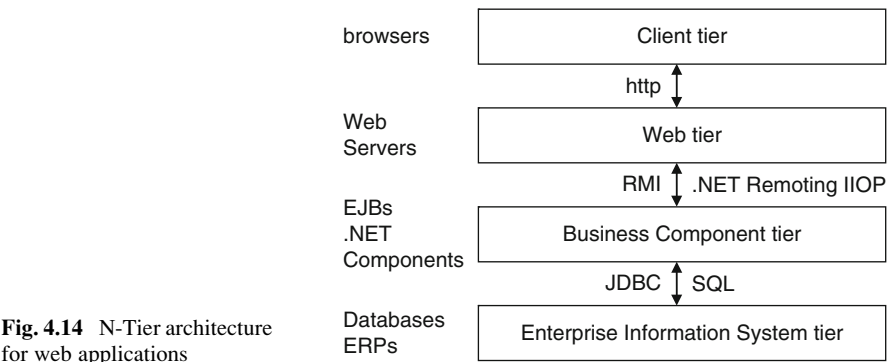 browsers
Client tier
http
Web
Servers
Web tier
RMI
.NET Remoting IIOP
EJBs
.NET
Components
Business Component tier
JDBC
SQL
Databases
ERPs
Enterprise Information System tier
Fig. 4.14 N-Tier architecture
for web applications